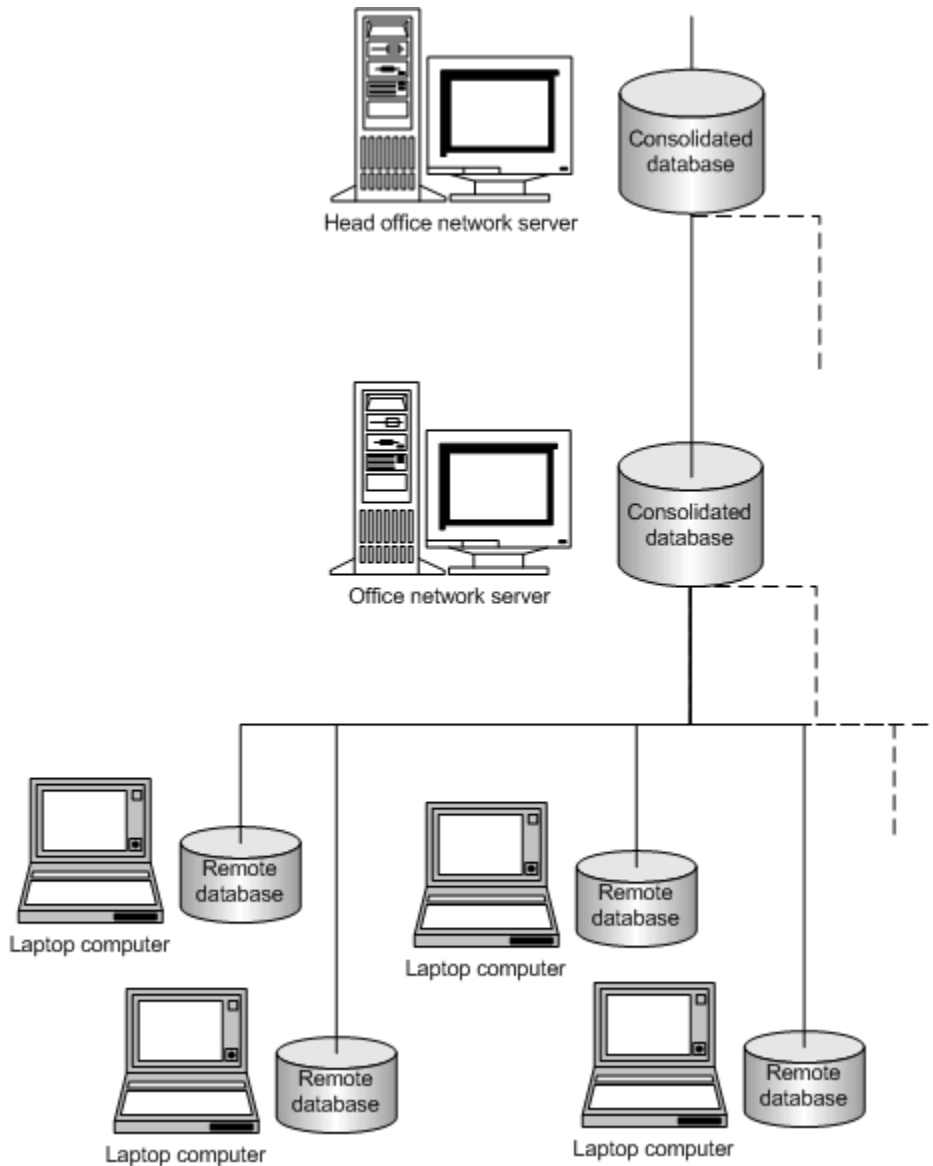 Consolidated
database
Head office network server
Consolidated
database
Office network server
Remote
database
Laptop computer
Remote
database
Laptop computer
Remote
database
Laptop computer
Remote
database
Laptop computer